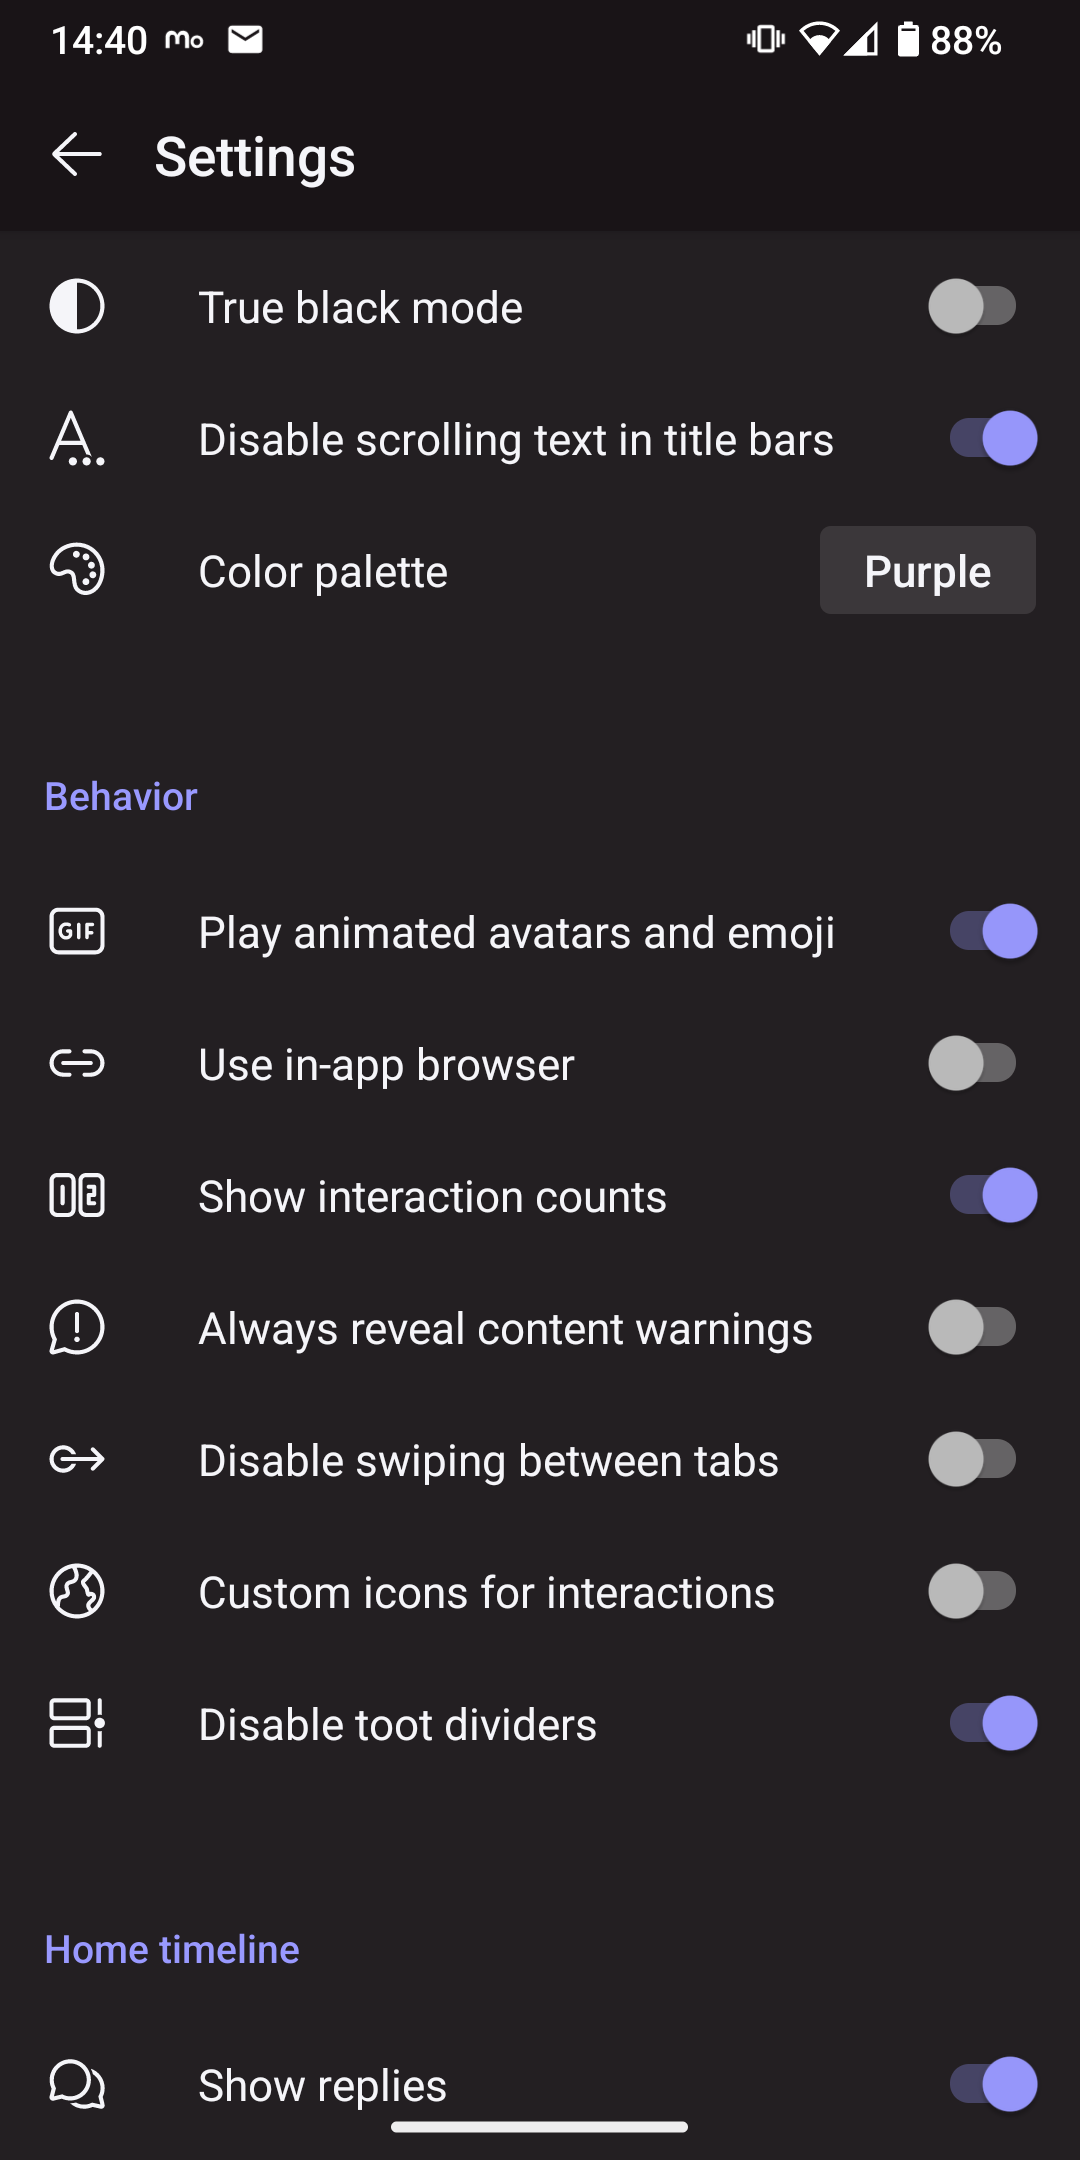 14:40 mo 88%
Settings
True black mode
Disable scrolling text in title bars
Color palette Purple
Behavior
GIF Play animated avatars and emoji
Use in-app browser
12 Show interaction counts
Always reveal content warnings
Disable swiping between tabs
Custom icons for interactions
Disable toot dividers
Home timeline
Show replies